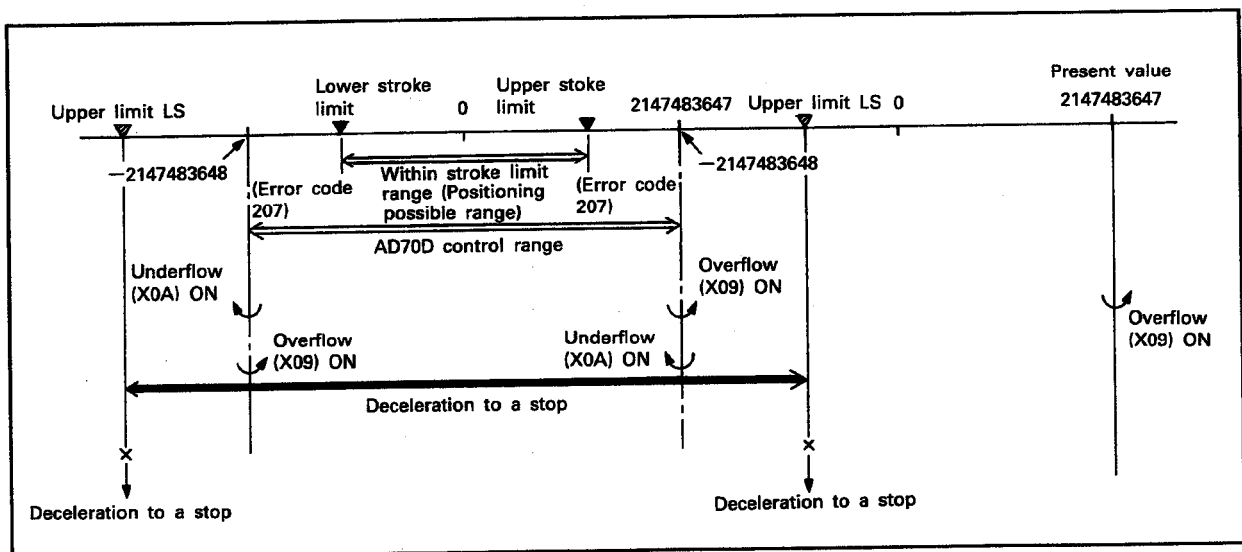 Present value
2147483647
Lower stroke
limit
0
Upper stoke
limit
2147483647
Upper limit LS
0
Upper limit LS
−2147483648
−2147483648
Within stroke limit
range (Positioning
possible range)
(Error code
207)
(Error code
207)
AD70D control range
Underflow
(X0A) ON
Overflow
(X09) ON
Overflow
(X09) ON
Overflow
(X09) ON
Underflow
(X0A) ON
Deceleration to a stop
Deceleration to a stop
Deceleration to a stop